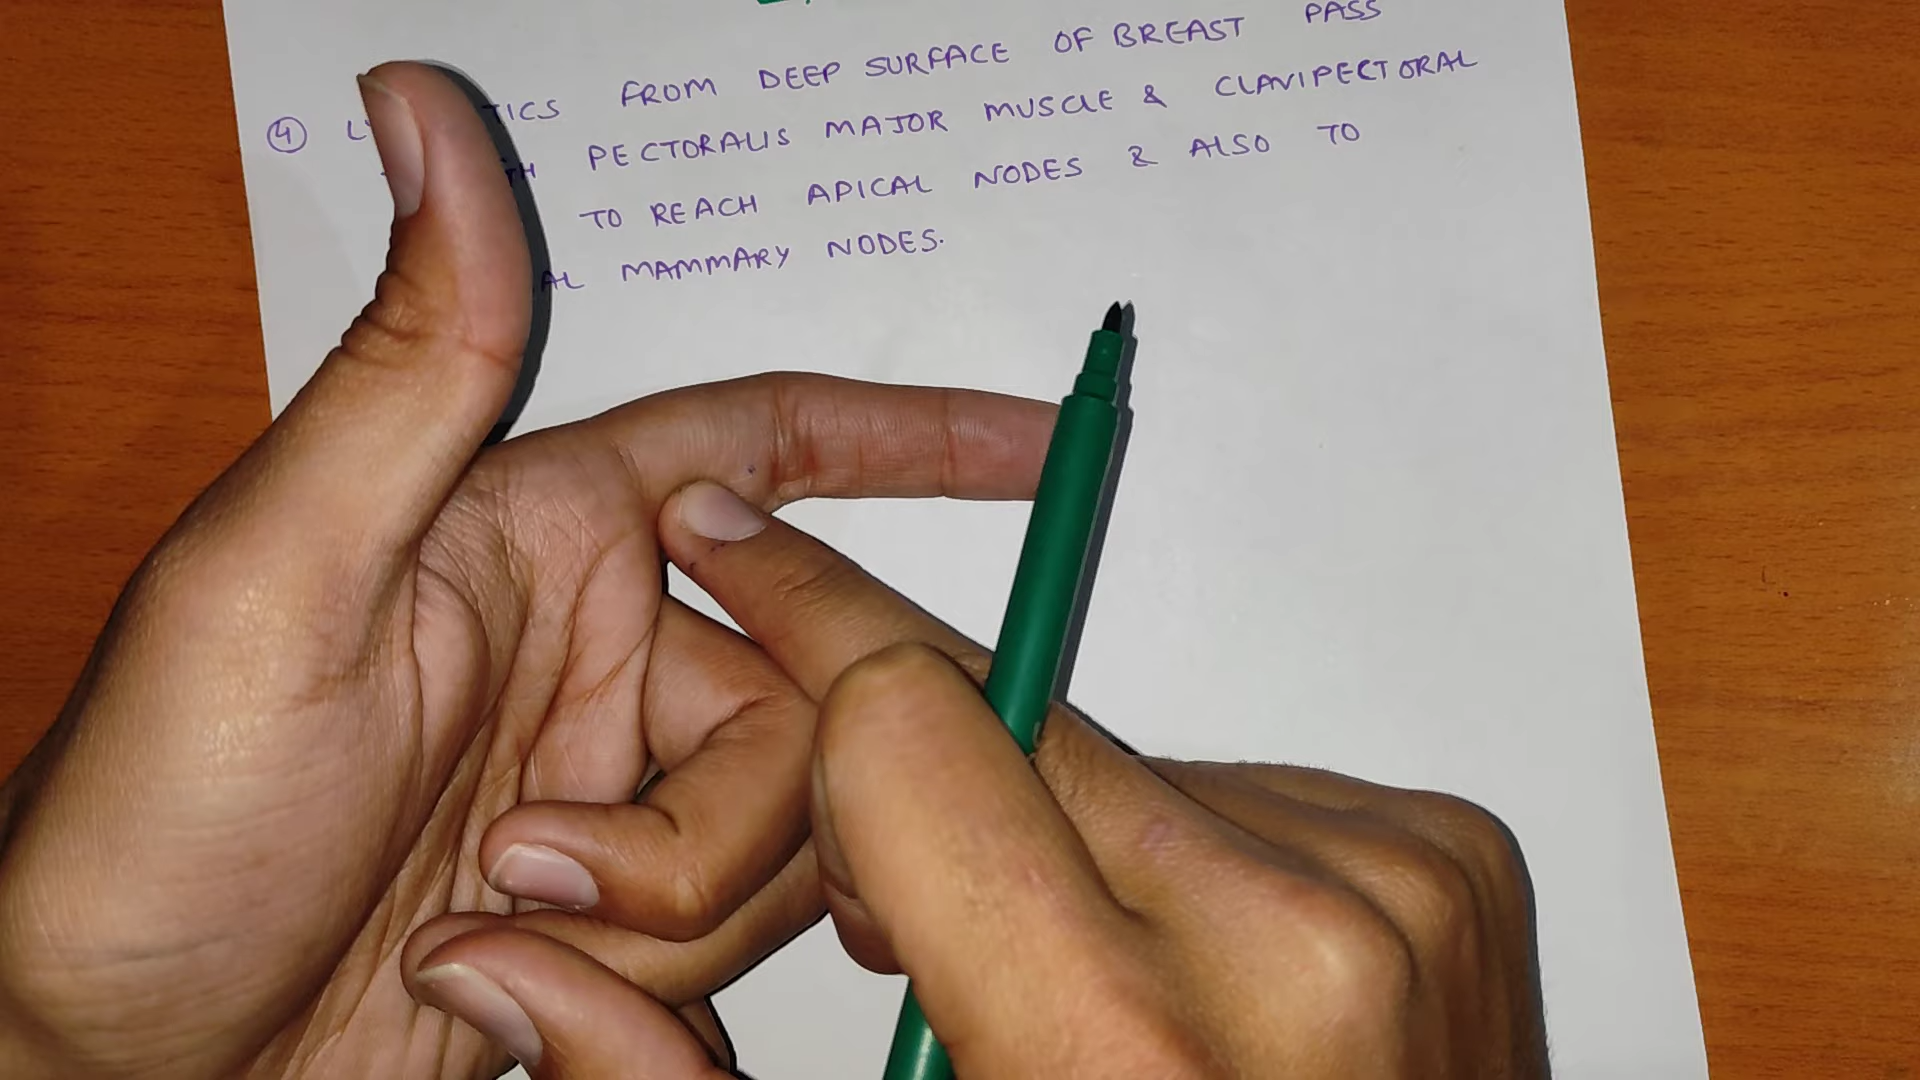 ④ FROM DEEP SURFACE OF BREAST PASS
PECTORALIS MAJOR MUSCLE & CLAVIPECTORAL
TO REACH APICAL NODES & ALSO TO
MAMMARY NODES.